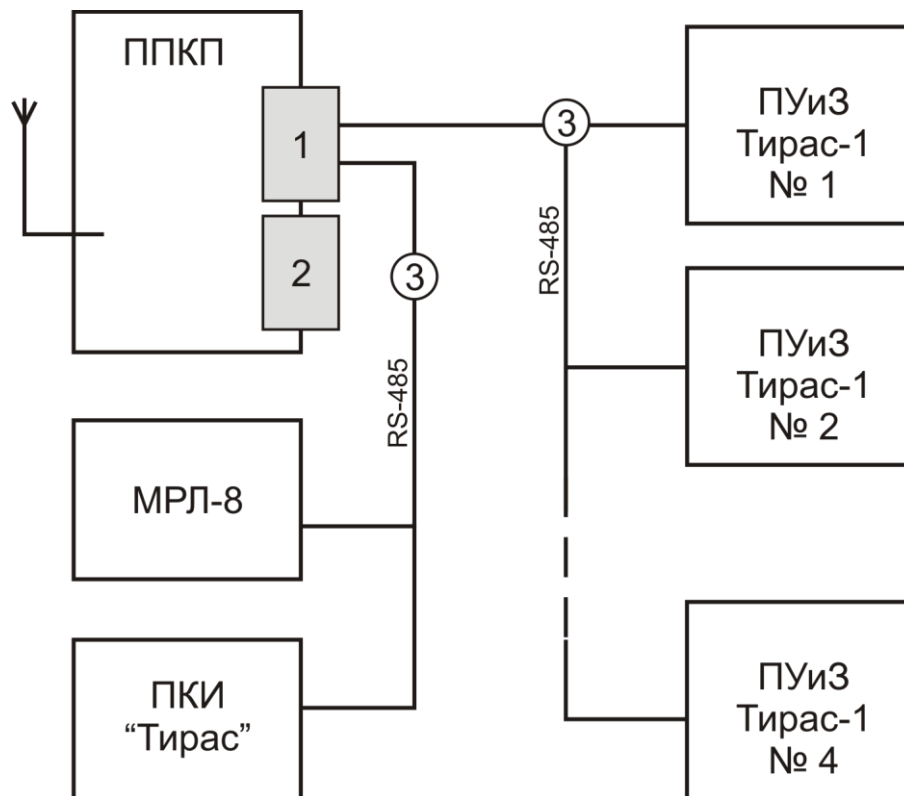 ППКП
1
2
3
3
RS-485
RS-485
ПУиЗ
Тирас-1
№ 1
ПУиЗ
Тирас-1
№ 2
МРЛ-8
ПКИ
“Тирас”
ПУиЗ
Тирас-1
№ 4